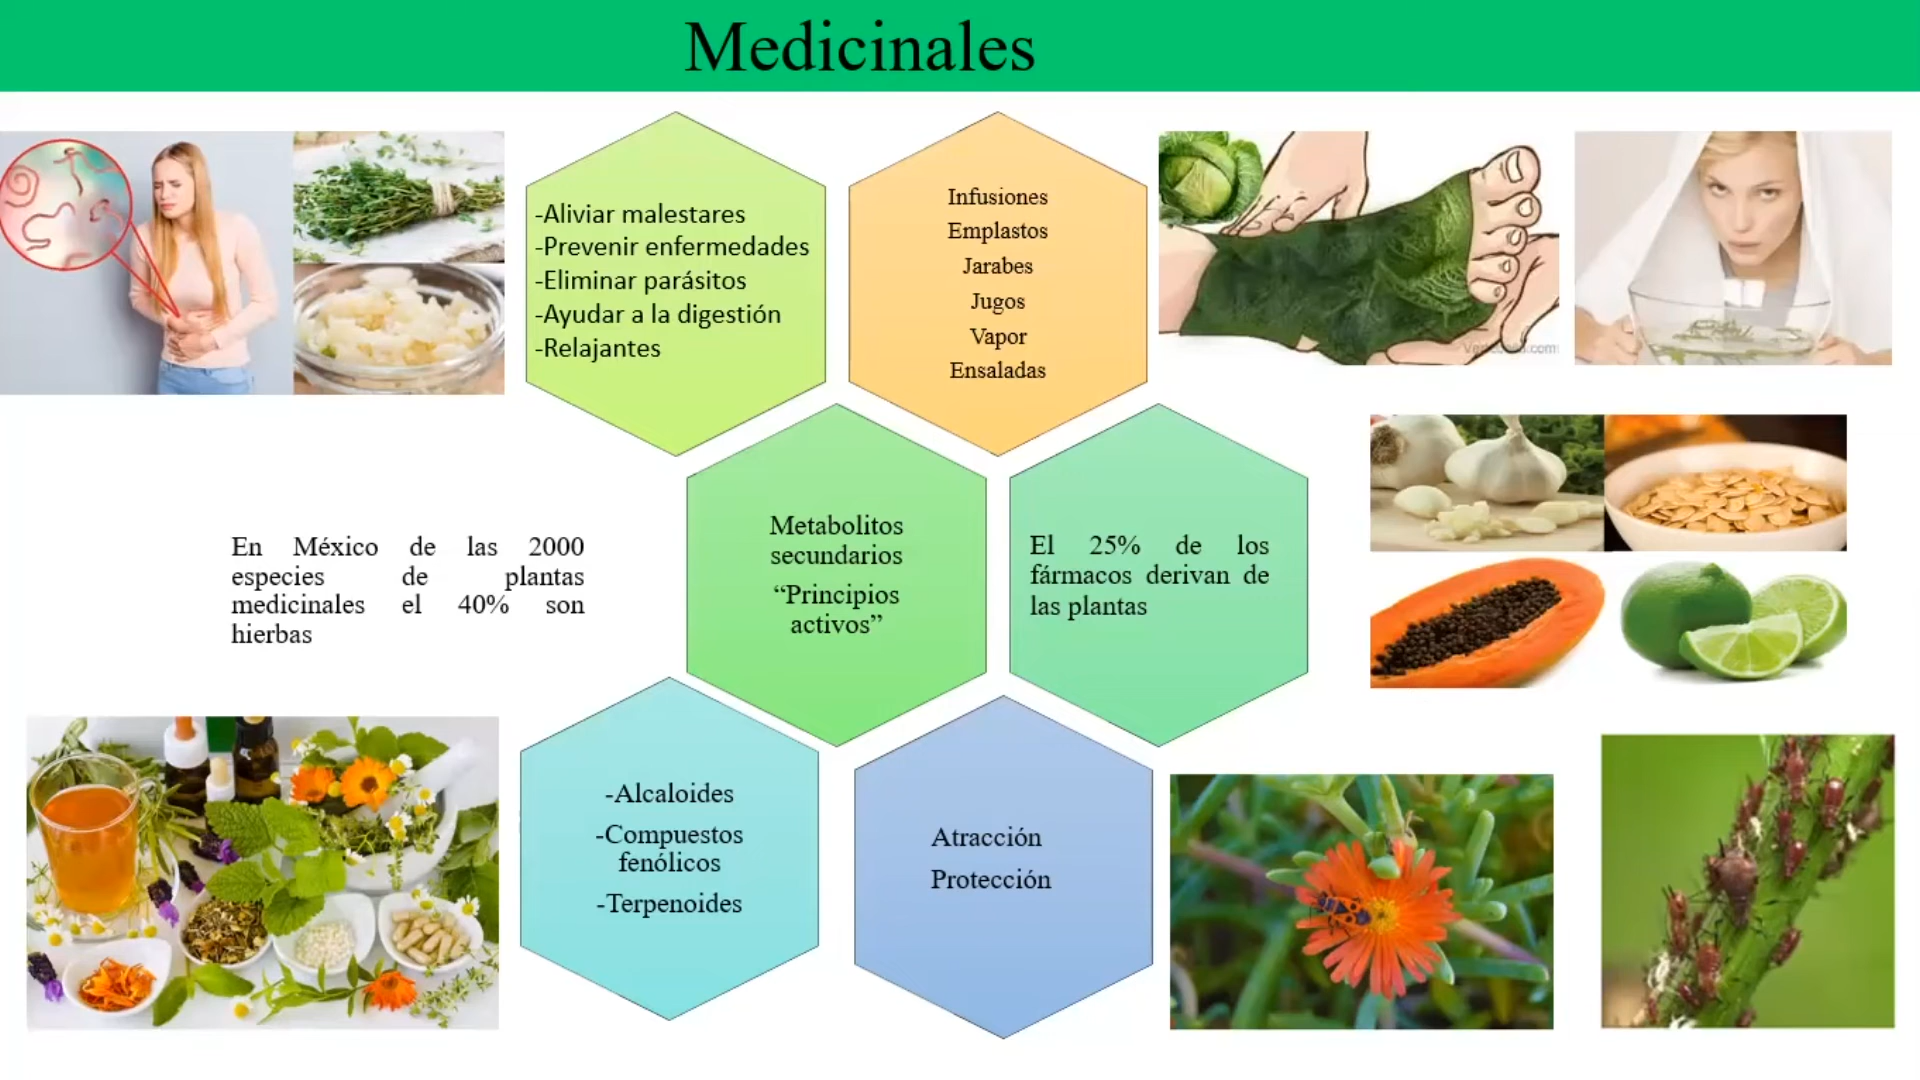 Medicinales
-Aliviar malestares
-Prevenir enfermedades
-Eliminar parásitos
-Ayudar a la digestión
-Relajantes
Infusiones
Emplastos
Jarabes
Jugos
Vapor
Ensaladas
En México de las 2000
especies de plantas
medicinales el 40% son
hierbas
Metabolitos
secundarios
“Principios
activos”
El 25% de los
fármacos derivan de
las plantas
-Alcaloides
-Compuestos
fenólicos
-Terpenoides
Atracción
Protección